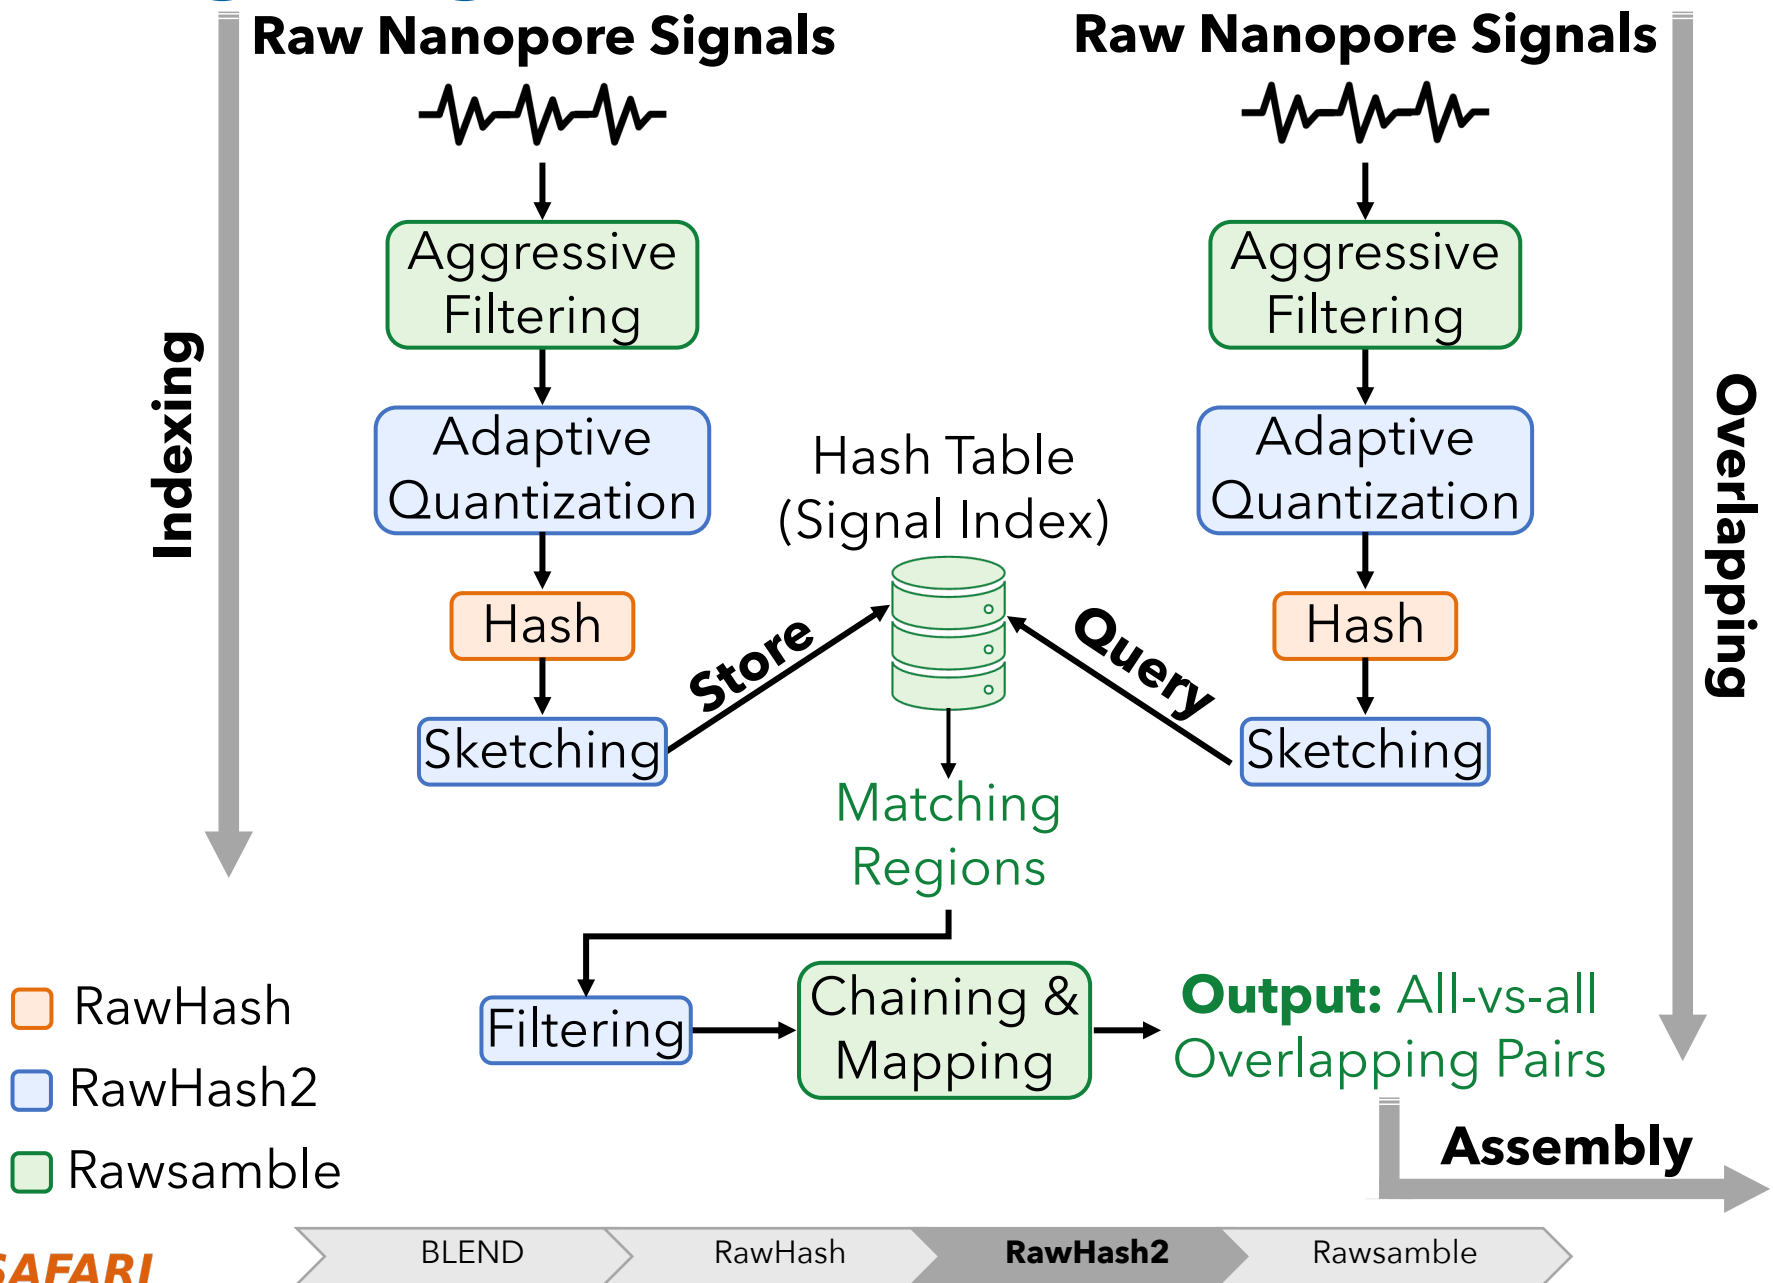 Raw Nanopore Signals
Raw Nanopore Signals
Aggressive
Filtering
Aggressive
Filtering
Indexing
Overlapping
Adaptive
Quantization
Hash Table
(Signal Index)
Adaptive
Quantization
Hash
Hash
Store
Query
Sketching
Sketching
Matching
Regions
Filtering
Chaining &
Mapping
Output: All-vs-all
Overlapping Pairs
RawHash
RawHash2
Rawsamble
Assembly
SAFARI
BLEND
RawHash
RawHash2
Rawsamble